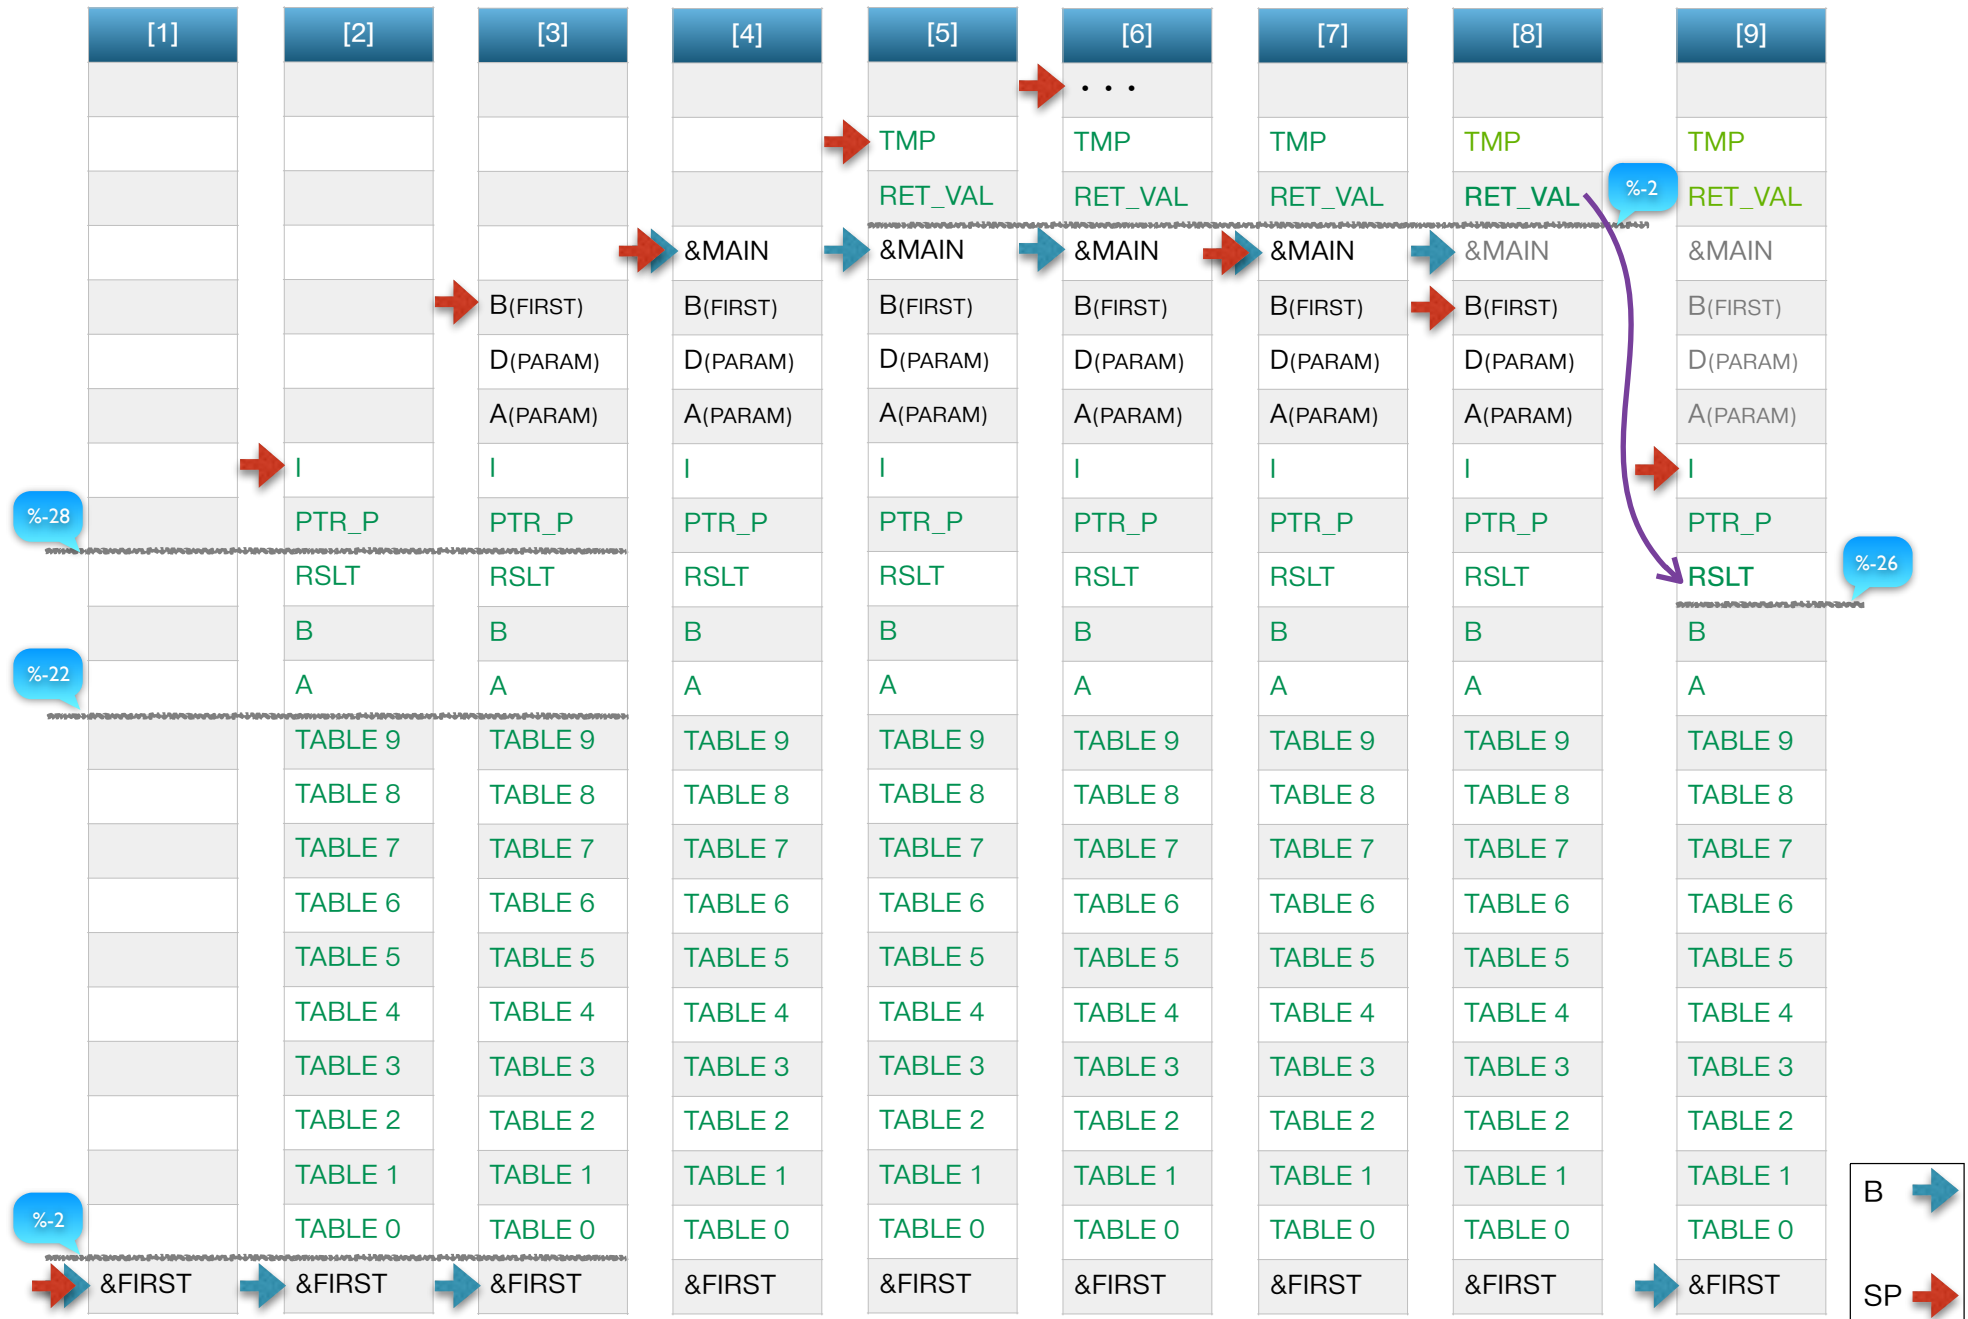 [1] [2] [3] [4] [5] [6] [7] [8] [9]
. . .
TMP TMP TMP TMP TMP
RET_VAL RET_VAL RET_VAL RET_VAL %-2 RET_VAL
&MAIN &MAIN &MAIN &MAIN &MAIN &MAIN
B(FIRST) B(FIRST) B(FIRST) B(FIRST) B(FIRST) B(FIRST) B(FIRST)
D(PARAM) D(PARAM) D(PARAM) D(PARAM) D(PARAM) D(PARAM) D(PARAM)
A(PARAM) A(PARAM) A(PARAM) A(PARAM) A(PARAM) A(PARAM) A(PARAM)
I I I I I I I I
%-28 PTR_P PTR_P PTR_P PTR_P PTR_P PTR_P PTR_P PTR_P
RSLT RSLT RSLT RSLT RSLT RSLT RSLT RSLT %-26
B B B B B B B B
%-22 A A A A A A A A
TABLE 9 TABLE 9 TABLE 9 TABLE 9 TABLE 9 TABLE 9 TABLE 9 TABLE 9
TABLE 8 TABLE 8 TABLE 8 TABLE 8 TABLE 8 TABLE 8 TABLE 8 TABLE 8
TABLE 7 TABLE 7 TABLE 7 TABLE 7 TABLE 7 TABLE 7 TABLE 7 TABLE 7
TABLE 6 TABLE 6 TABLE 6 TABLE 6 TABLE 6 TABLE 6 TABLE 6 TABLE 6
TABLE 5 TABLE 5 TABLE 5 TABLE 5 TABLE 5 TABLE 5 TABLE 5 TABLE 5
TABLE 4 TABLE 4 TABLE 4 TABLE 4 TABLE 4 TABLE 4 TABLE 4 TABLE 4
TABLE 3 TABLE 3 TABLE 3 TABLE 3 TABLE 3 TABLE 3 TABLE 3 TABLE 3
TABLE 2 TABLE 2 TABLE 2 TABLE 2 TABLE 2 TABLE 2 TABLE 2 TABLE 2
TABLE 1 TABLE 1 TABLE 1 TABLE 1 TABLE 1 TABLE 1 TABLE 1 TABLE 1 B
%-2 TABLE 0 TABLE 0 TABLE 0 TABLE 0 TABLE 0 TABLE 0 TABLE 0 TABLE 0
&FIRST &FIRST &FIRST &FIRST &FIRST &FIRST &FIRST &FIRST &FIRST SP